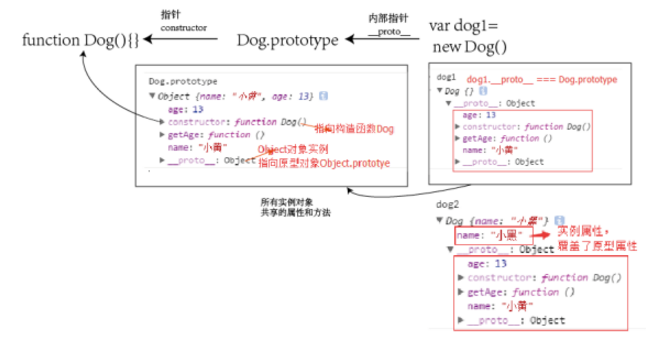 指针
constructor
内部指针
__proto__
function Dog(){}
Dog.prototype
var dog1=
new Dog()
Dog.prototype
Object {name: "小黄", age: 13}
age: 13
constructor: function Dog()
指向构造函数Dog
getAge: function ()
name: "小黄"
Object对象实例
__proto__: Object
指向原型对象Object.prototye
dog1
dog1.__proto__ === Dog.prototype
Dog {}
__proto__: Object
age: 13
constructor: function Dog()
getAge: function ()
name: "小黄"
__proto__: Object
所有实例对象
共享的属性和方法
dog2
Dog {name: "小黑"}
name: "小黑"
实例属性，
覆盖了原型属性
__proto__: Object
age: 13
constructor: function Dog()
getAge: function ()
name: "小黄"
__proto__: Object